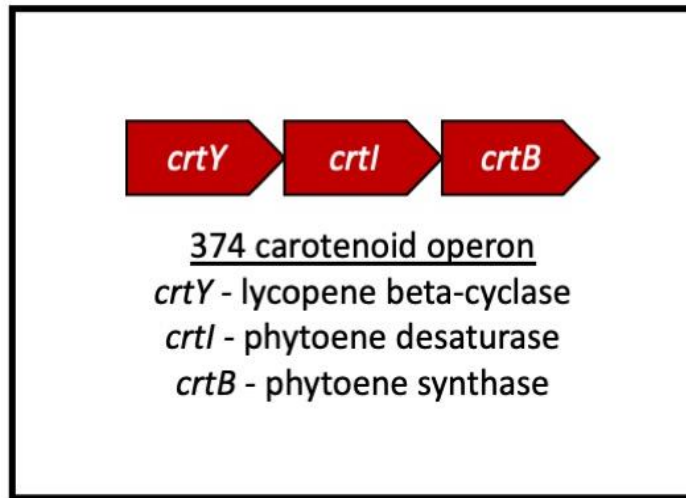 crtY crtI crtB
374 carotenoid operon
crtY - lycopene beta-cyclase
crtI - phytoene desaturase
crtB - phytoene synthase